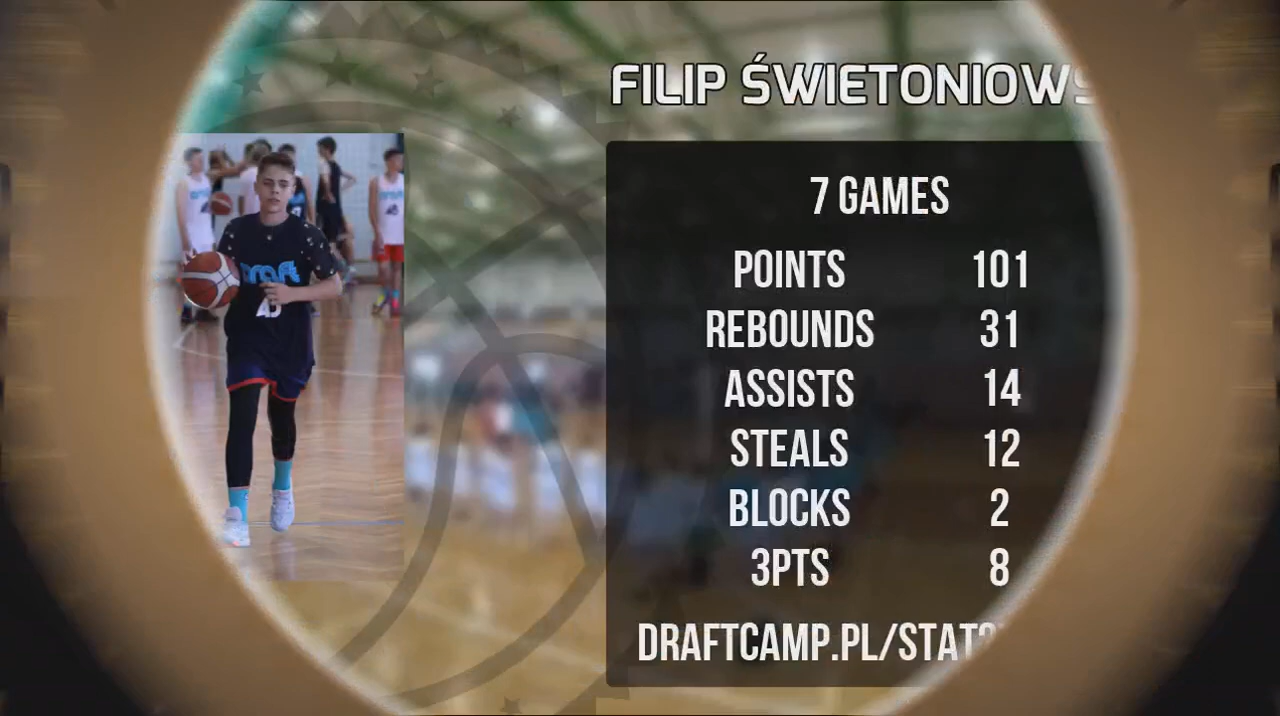 FILIP ŚWIETONIOWS
7 GAMES
POINTS 101
REBOUNDS 31
ASSISTS 14
STEALS 12
BLOCKS 2
3PTS 8
DRAFTCAMP.PL/STAT